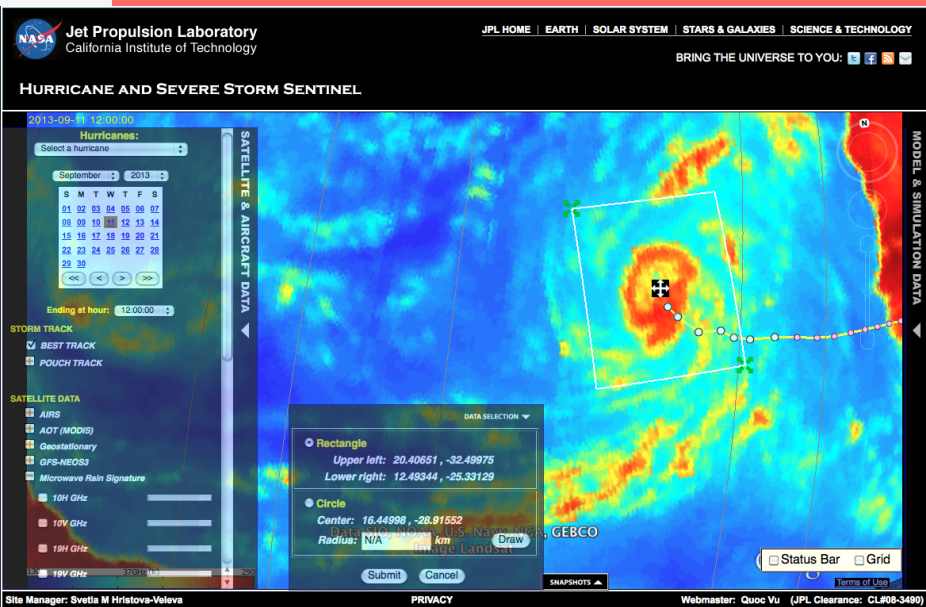 NASA
Jet Propulsion Laboratory
California Institute of Technology
JPL HOME | EARTH | SOLAR SYSTEM | STARS & GALAXIES | SCIENCE & TECHNOLOGY
BRING THE UNIVERSE TO YOU:
HURRICANE AND SEVERE STORM SENTINEL
2013-09-11 12:00:00
Hurricanes:
Select a hurricane
September 2013
S M T W T F S
01 02 03 04 05 06 07
08 09 10 11 12 13 14
15 16 17 18 19 20 21
22 23 24 25 26 27 28
29 30
<< < > >>
Ending at hour: 12:00:00
STORM TRACK
BEST TRACK
POUCH TRACK
SATELLITE DATA
AIRS
AOT (MODIS)
Geostationary
GFS-NEOS3
Microwave Rain Signature
10H GHz
10V GHz
19H GHz
19V GHz
SATELLITE & AIRCRAFT DATA
DATA SELECTION
Rectangle
Upper left: 20.40651 , -32.49975
Lower right: 12.49344 , -25.33129
Circle
Center: 16.44998 , -28.91552
Radius: N/A km Draw
Submit Cancel
Data SIO, NOAA, U.S. Navy, NGA, GEBCO
Image Landsat
N
MODEL & SIMULATION DATA
SNAPSHOTS
Status Bar Grid
Terms of Use
Site Manager: Svetla M Hristova-Veleva
PRIVACY
Webmaster: Quoc Vu (JPL Clearance: CL#08-3490)